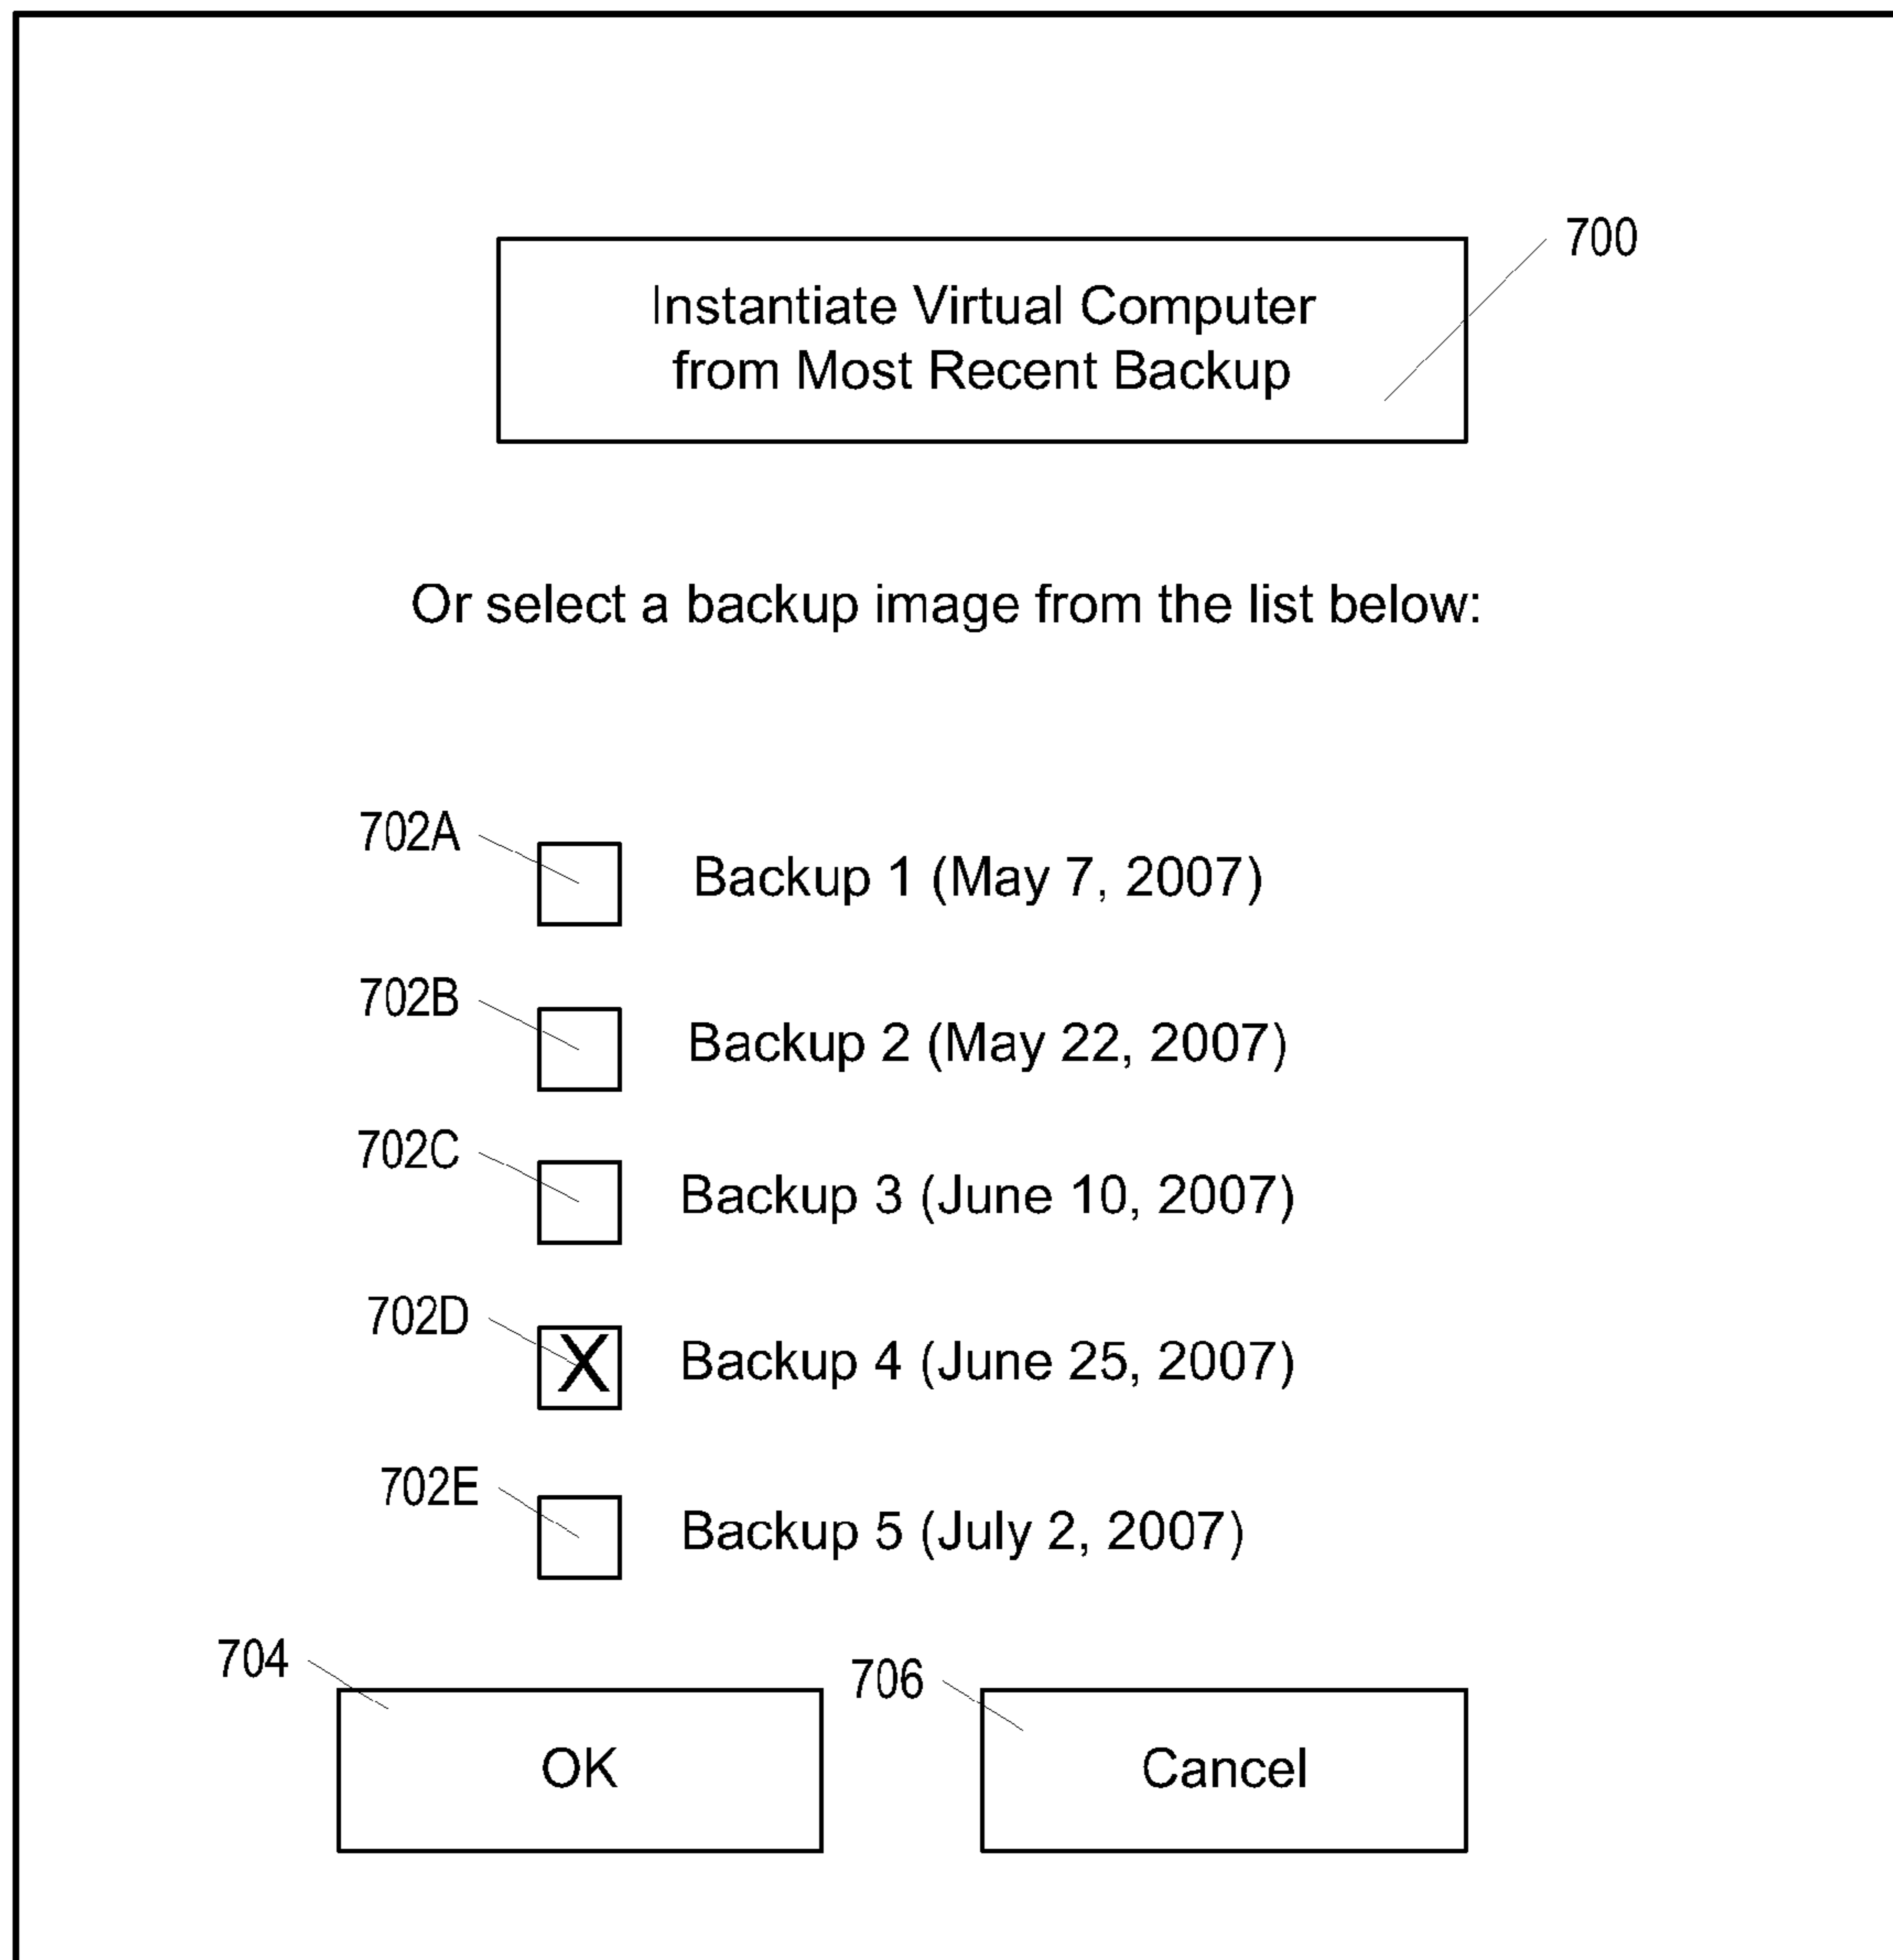 700
Instantiate Virtual Computer
from Most Recent Backup
Or select a backup image from the list below:
702A
Backup 1 (May 7, 2007)
702B
Backup 2 (May 22, 2007)
702C
Backup 3 (June 10, 2007)
702D
X Backup 4 (June 25, 2007)
702E
Backup 5 (July 2, 2007)
704
706
OK
Cancel